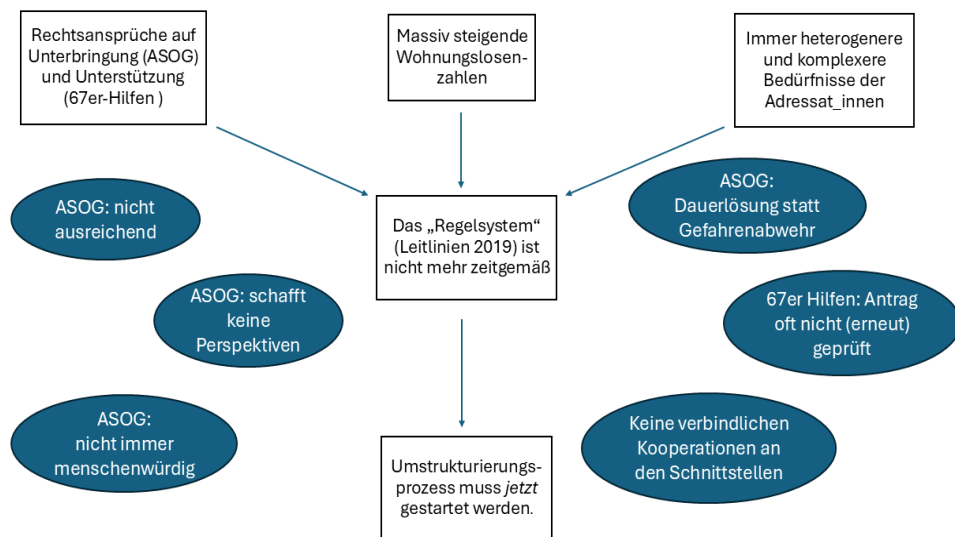 Rechtsansprüche auf
Unterbringung (ASOG)
und Unterstützung
(67er-Hilfen )
Massiv steigende
Wohnungslosen-
zahlen
Immer heterogenere
und komplexere
Bedürfnisse der
Adressat_innen
ASOG: nicht
ausreichend
ASOG:
Dauerlösung statt
Gefahrenabwehr
Das „Regelsystem“
(Leitlinien 2019) ist
nicht mehr zeitgemäß
ASOG: schafft
keine
Perspektiven
67er Hilfen: Antrag
oft nicht (erneut)
geprüft
ASOG:
nicht immer
menschenwürdig
Keine verbindlichen
Kooperationen an
den Schnittstellen
Umstrukturierungs-
prozess muss jetzt
gestartet werden.